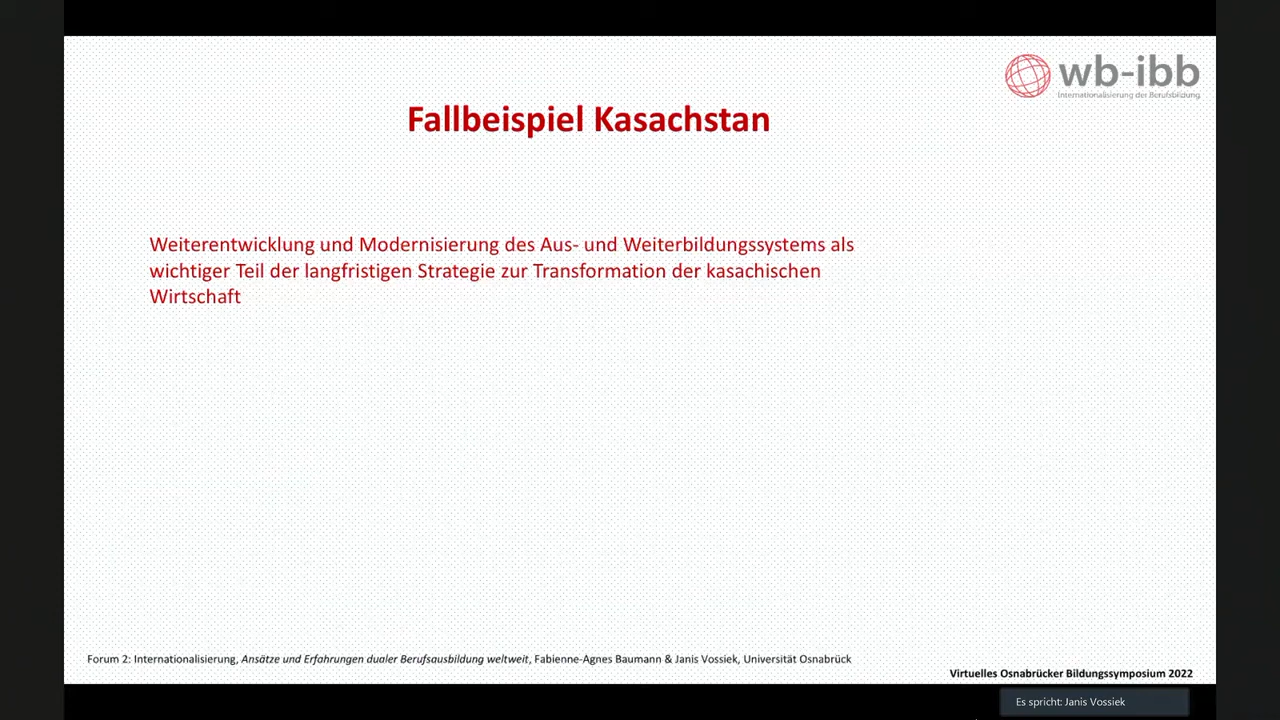 wb-ibb
Internationalisierung der Berufsbildung
Fallbeispiel Kasachstan
Weiterentwicklung und Modernisierung des Aus- und Weiterbildungssystems als
wichtiger Teil der langfristigen Strategie zur Transformation der kasachischen
Wirtschaft
Forum 2: Internationalisierung, Ansätze und Erfahrungen dualer Berufsausbildung weltweit, Fabienne-Agnes Baumann & Janis Vossiek, Universität Osnabrück
Virtuelles Osnabrücker Bildungssymposium 2022
Es spricht: Janis Vossiek